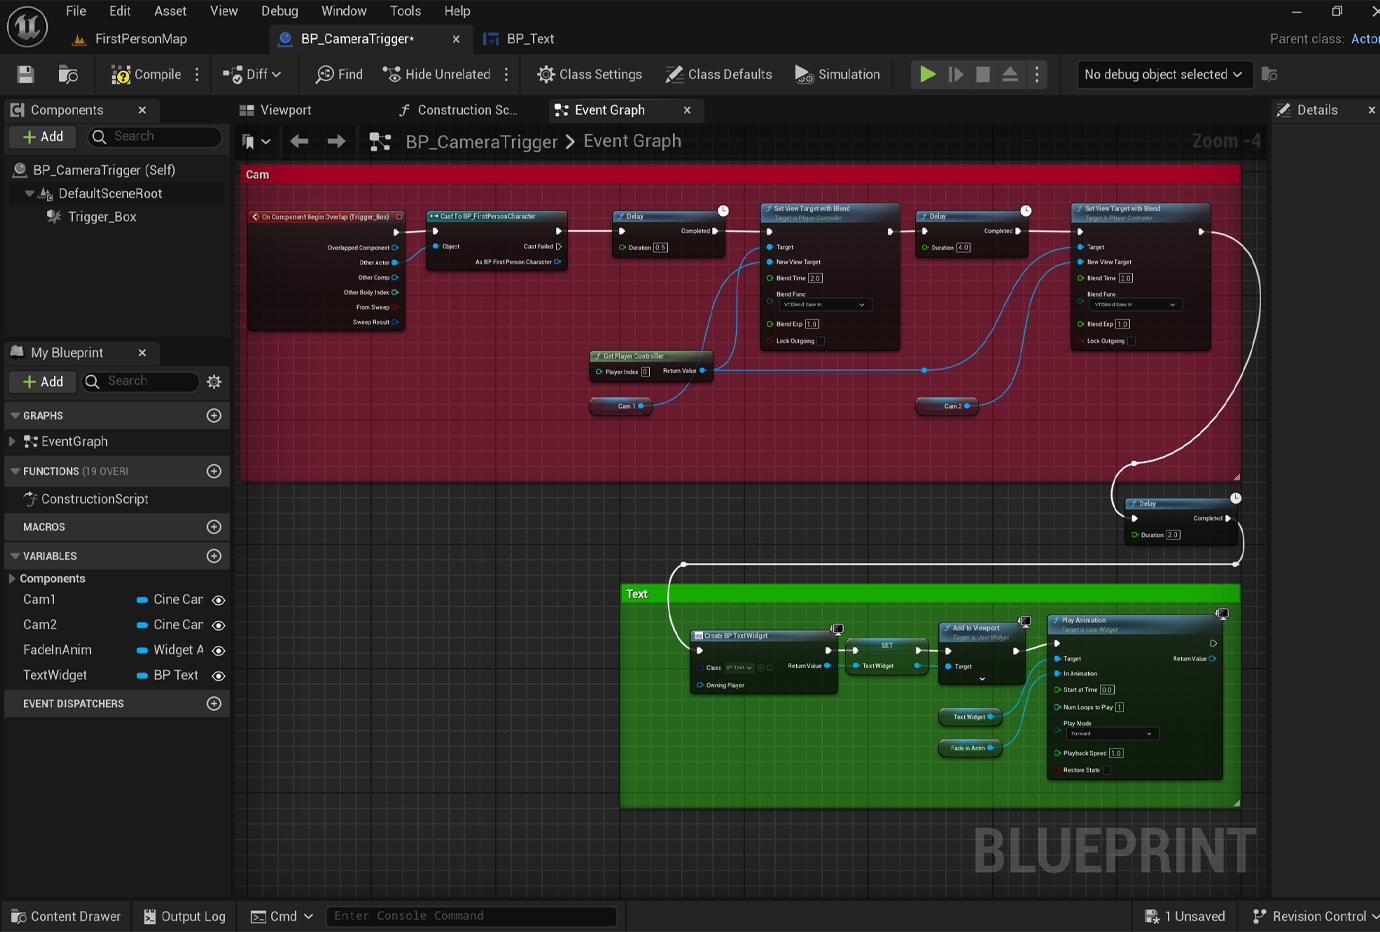 File Edit Asset View Debug Window Tools Help
FirstPersonMap BP_CameraTrigger* BP_Text Parent class: Actor
Compile Diff Find Hide Unrelated Class Settings Class Defaults Simulation No debug object selected
Components Viewport Construction Sc... Event Graph Details
Add Search BP_CameraTrigger > Event Graph Zoom -4
BP_CameraTrigger (Self)
DefaultSceneRoot
Trigger_Box
My Blueprint
Add Search
GRAPHS
EventGraph
FUNCTIONS (19 OVERI
ConstructionScript
MACROS
VARIABLES
Components
Cam1 Cine Car
Cam2 Cine Car
FadeInAnim Widget A
TextWidget BP Text
EVENT DISPATCHERS
Cam
On Component Begin Overlap (Trigger_Box)
Overlapped Component
Other Actor
Other Comp
Other Body Index
From Sweep
Sweep Result
Cast To BP_FirstPersonCharacter
Object Cast Failed
As BP First Person Character
Delay
Completed
Duration 0.5
Set View Target with Blend
Target is Player Controller
Target
New View Target
Blend Time 2.0
Blend Func
VTBlend Ease In
Blend Exp 1.0
Lock Outgoing
Delay
Completed
Duration 4.0
Set View Target with Blend
Target is Player Controller
Target
New View Target
Blend Time 2.0
Blend Func
VTBlend Ease In
Blend Exp 1.0
Lock Outgoing
Get Player Controller
Player Index 0 Return Value
Cam 1
Cam 2
Delay
Completed
Duration 2.0
Text
Create BP Text Widget
Class BP Text Return Value
Owning Player
SET
Text Widget
Add to Viewport
Target is User Widget
Target
Text Widget
Fade in Anim
Play Animation
Target is User Widget
Target Return Value
In Animation
Start at Time 0.0
Num Loops to Play 1
Play Mode
Forward
Playback Speed 1.0
Restore State
BLUEPRINT
Content Drawer Output Log Cmd Enter Console Command 1 Unsaved Revision Control